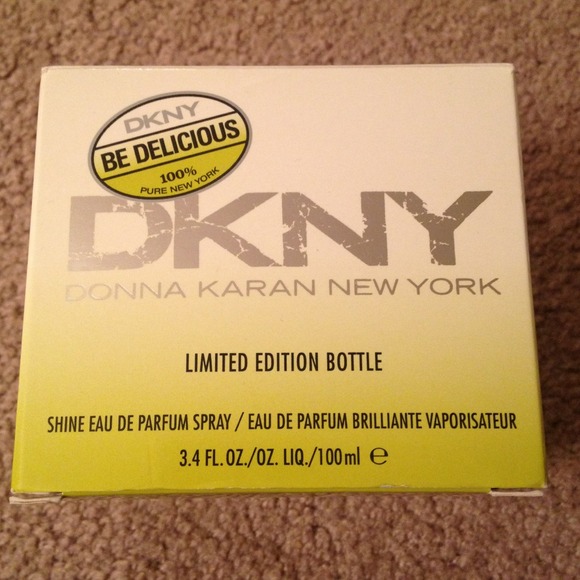 DKNY
BE DELICIOUS
100%
PURE NEW YORK
DKNY
DONNA KARAN NEW YORK
LIMITED EDITION BOTTLE
SHINE EAU DE PARFUM SPRAY / EAU DE PARFUM BRILLIANTE VAPORISATEUR
3.4 FL. OZ./OZ. LIQ./100ml ℮